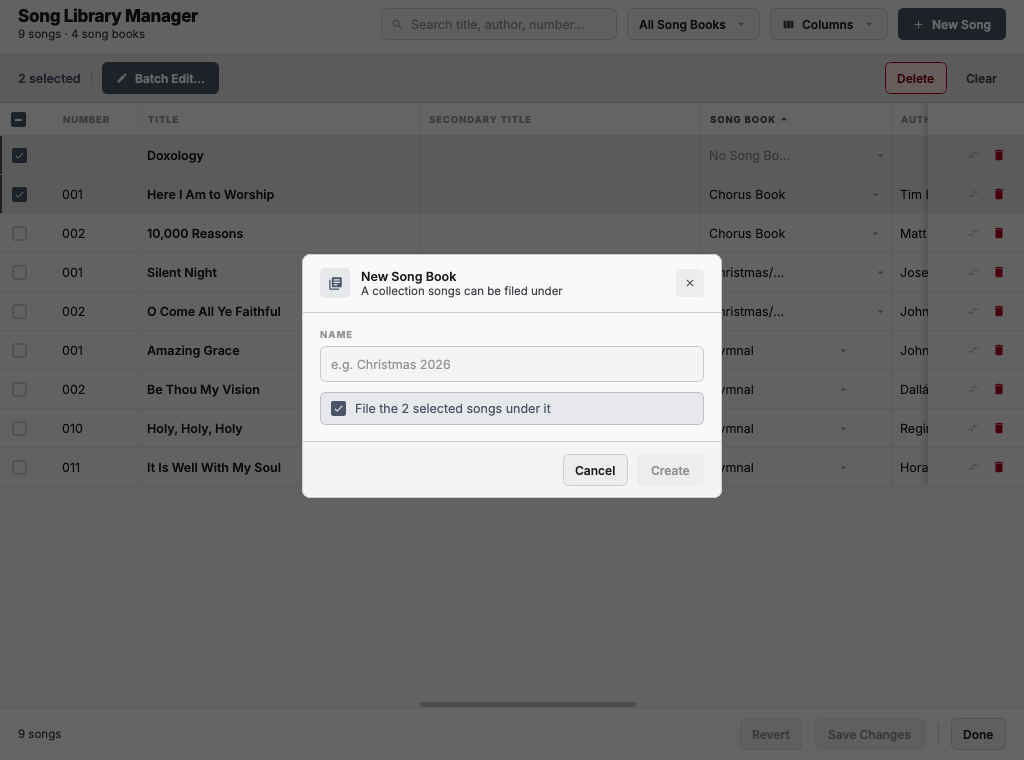 Song Library Manager
9 songs · 4 song books
Search title, author, number...
All Song Books
Columns
New Song
2 selected
Batch Edit...
Delete
Clear
NUMBER TITLE SECONDARY TITLE SONG BOOK
Doxology No Song Bo...
001 Here I Am to Worship Chorus Book Tim
002 10,000 Reasons Chorus Book Matt
001 Silent Night Jose
002 O Come All Ye Faithful John
001 Amazing Grace John
002 Be Thou My Vision Dallá
010 Holy, Holy, Holy Regi
011 It Is Well With My Soul Hora
New Song Book
A collection songs can be filed under
NAME
e.g. Christmas 2026
File the 2 selected songs under it
Cancel
Create
9 songs
Revert
Save Changes
Done